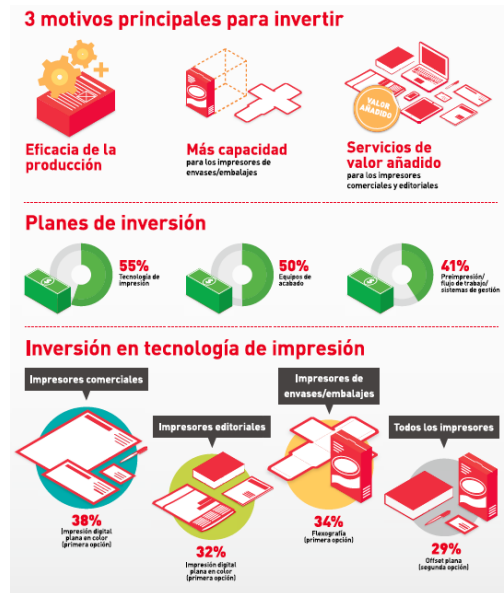 3 motivos principales para invertir
VALOR
AÑADIDO
Eficacia de la
producción
Más capacidad
para los impresores de
envases/embalajes
Servicios de
valor añadido
para los impresores
comerciales y editoriales
Planes de inversión
55%
Tecnología de
impresión
50%
Equipos de
acabado
41%
Preimpresión/
flujo de trabajo/
sistemas de gestión
Inversión en tecnología de impresión
Impresores comerciales
38%
Impresión digital
plana en color
(primera opción)
Impresores editoriales
32%
Impresión digital
plana en color
(primera opción)
Impresores de
envases/embalajes
34%
Flexografía
(primera opción)
Todos los impresores
29%
Offset plana
(segunda opción)